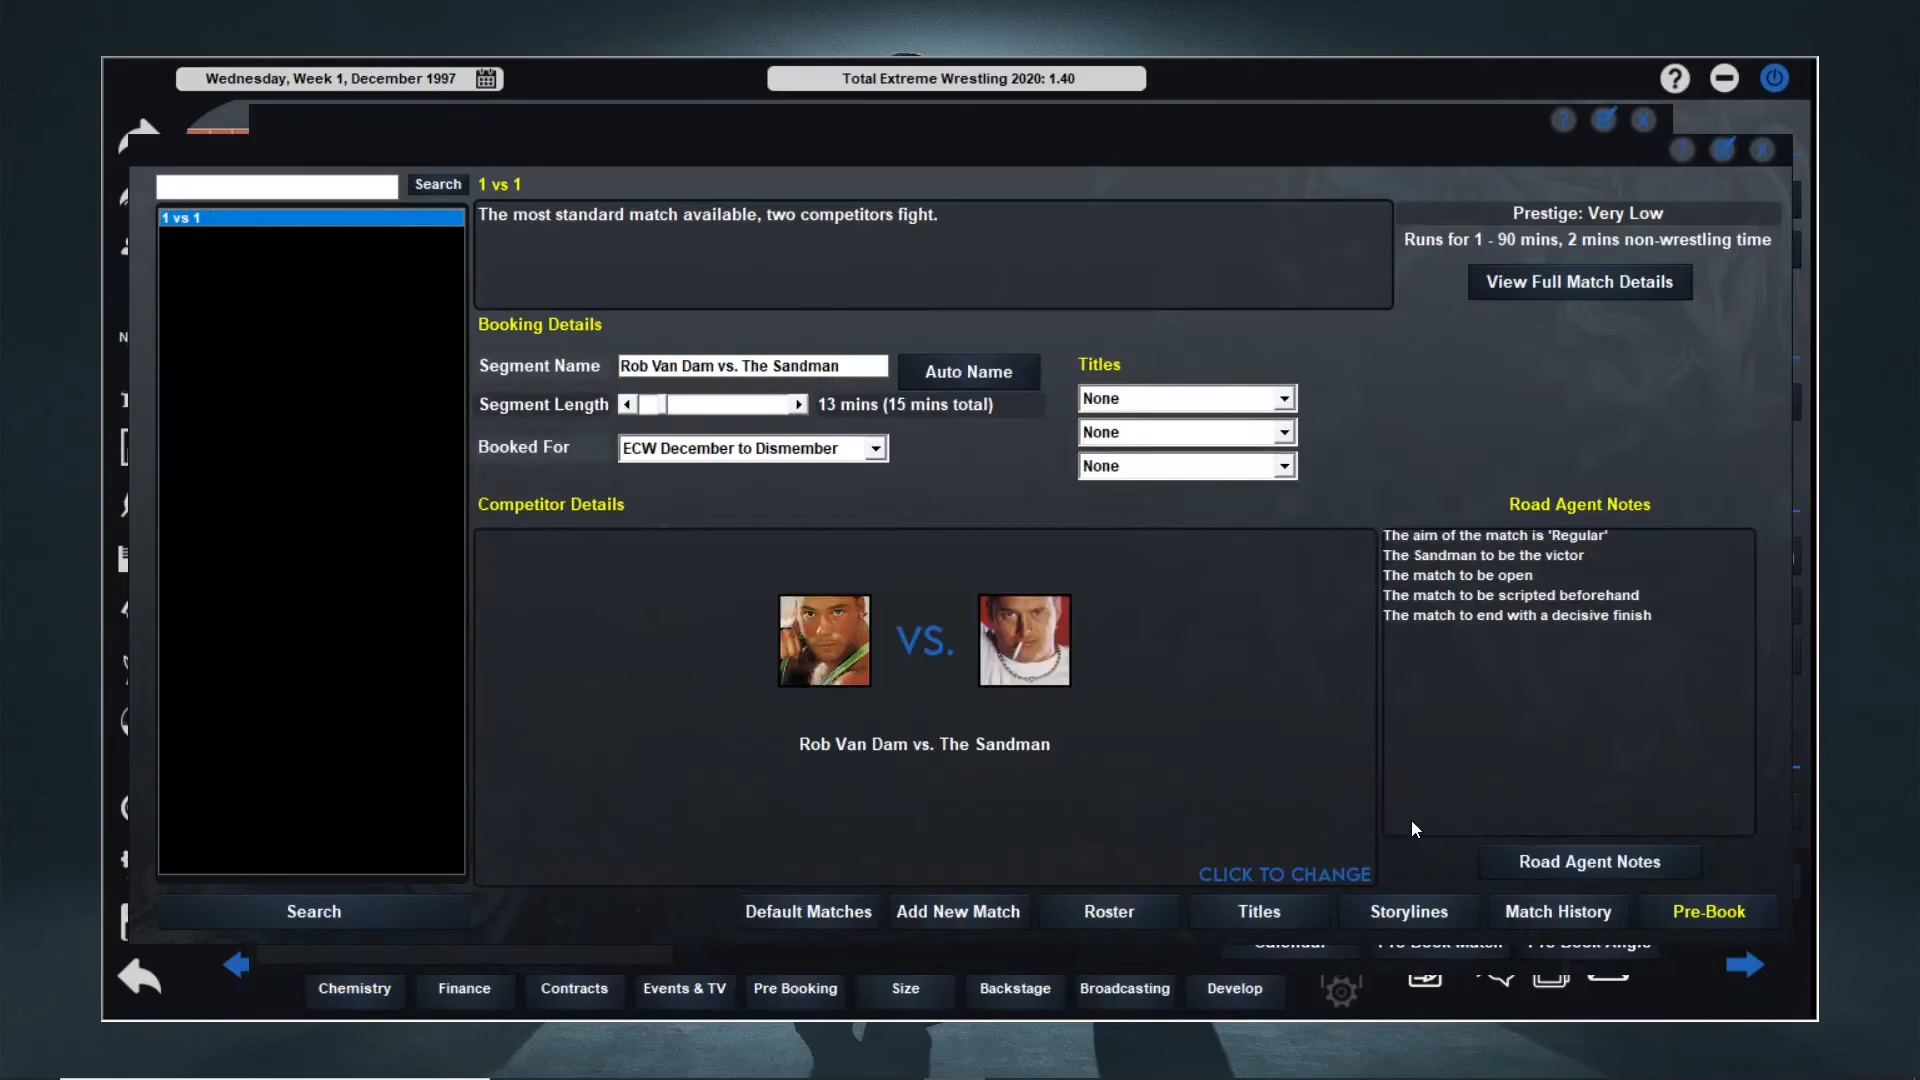 Wednesday, Week 1, December 1997
Total Extreme Wrestling 2020: 1.40
Search
1 vs 1
1 vs 1
The most standard match available, two competitors fight.
Prestige: Very Low
Runs for 1 - 90 mins, 2 mins non-wrestling time
View Full Match Details
Booking Details
Segment Name
Rob Van Dam vs. The Sandman
Auto Name
Titles
Segment Length
13 mins (15 mins total)
None
None
None
Booked For
ECW December to Dismember
Competitor Details
Road Agent Notes
The aim of the match is 'Regular'
The Sandman to be the victor
The match to be open
The match to be scripted beforehand
The match to end with a decisive finish
VS.
Rob Van Dam vs. The Sandman
CLICK TO CHANGE
Road Agent Notes
Search
Default Matches
Add New Match
Roster
Titles
Storylines
Match History
Pre-Book
Calendar
Pre Book Match
Pre Book Angle
Chemistry
Finance
Contracts
Events & TV
Pre Booking
Size
Backstage
Broadcasting
Develop